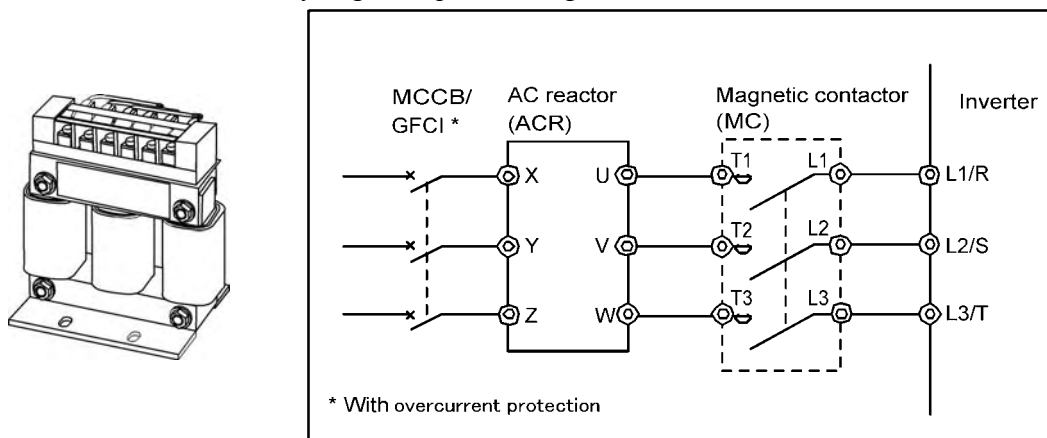 MCCB/
GFCI *
AC reactor
(ACR)
Magnetic contactor
(MC)
Inverter
X U T1 L1 L1/R
Y V T2 L2 L2/S
Z W T3 L3 L3/T
* With overcurrent protection